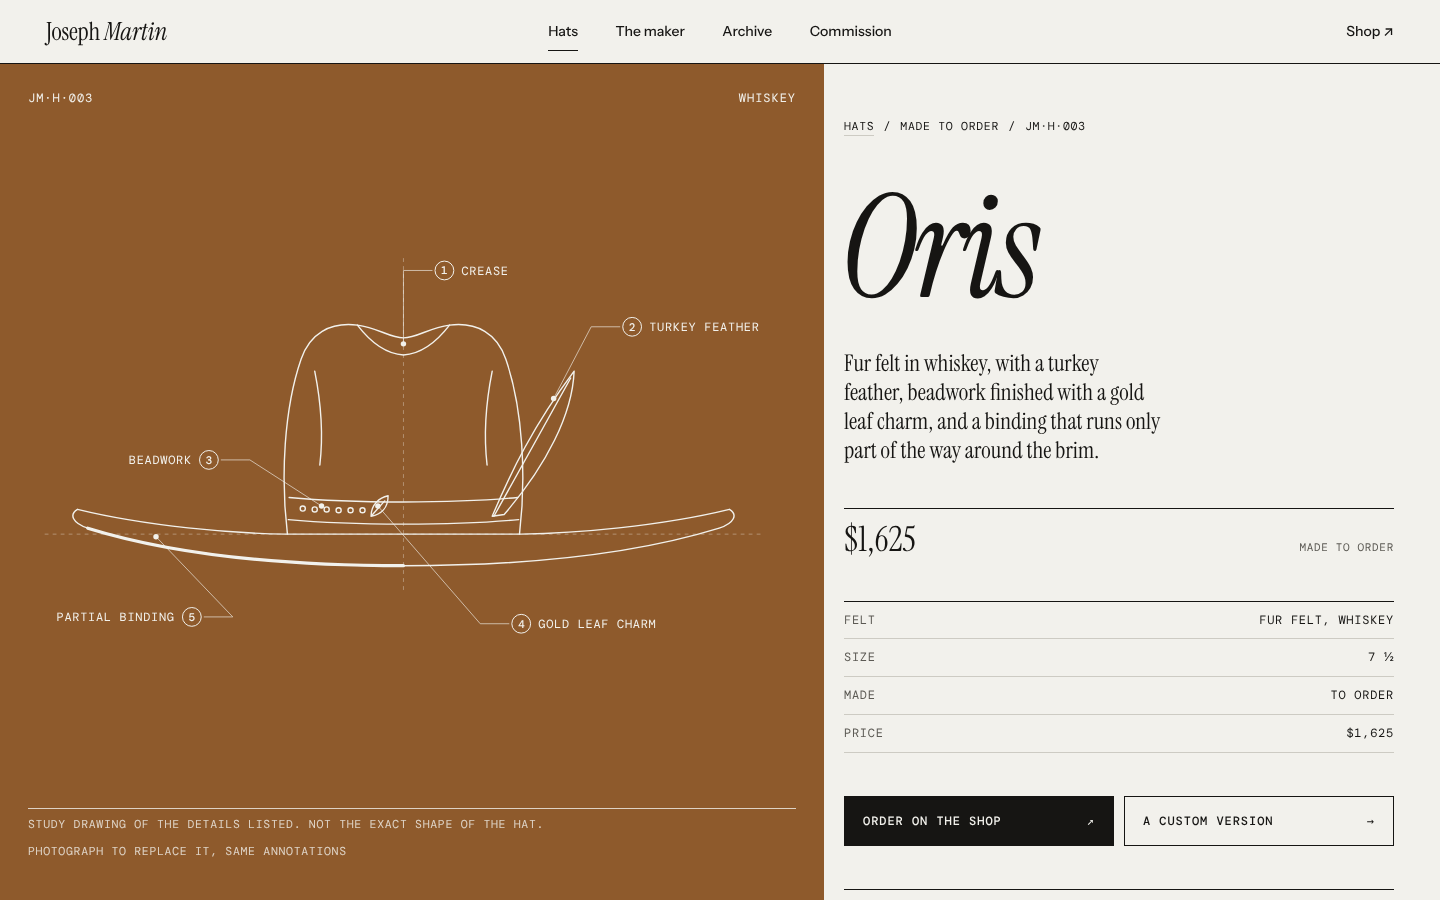 Joseph Martin
Hats
The maker
Archive
Commission
Shop ↗
JM·H·003
WHISKEY
1 CREASE
2 TURKEY FEATHER
BEADWORK 3
PARTIAL BINDING 5
4 GOLD LEAF CHARM
STUDY DRAWING OF THE DETAILS LISTED. NOT THE EXACT SHAPE OF THE HAT.
PHOTOGRAPH TO REPLACE IT, SAME ANNOTATIONS
HATS / MADE TO ORDER / JM·H·003
Oris
Fur felt in whiskey, with a turkey
feather, beadwork finished with a gold
leaf charm, and a binding that runs only
part of the way around the brim.
$1,625
MADE TO ORDER
FELT FUR FELT, WHISKEY
SIZE 7 ½
MADE TO ORDER
PRICE $1,625
ORDER ON THE SHOP ↗
A CUSTOM VERSION →